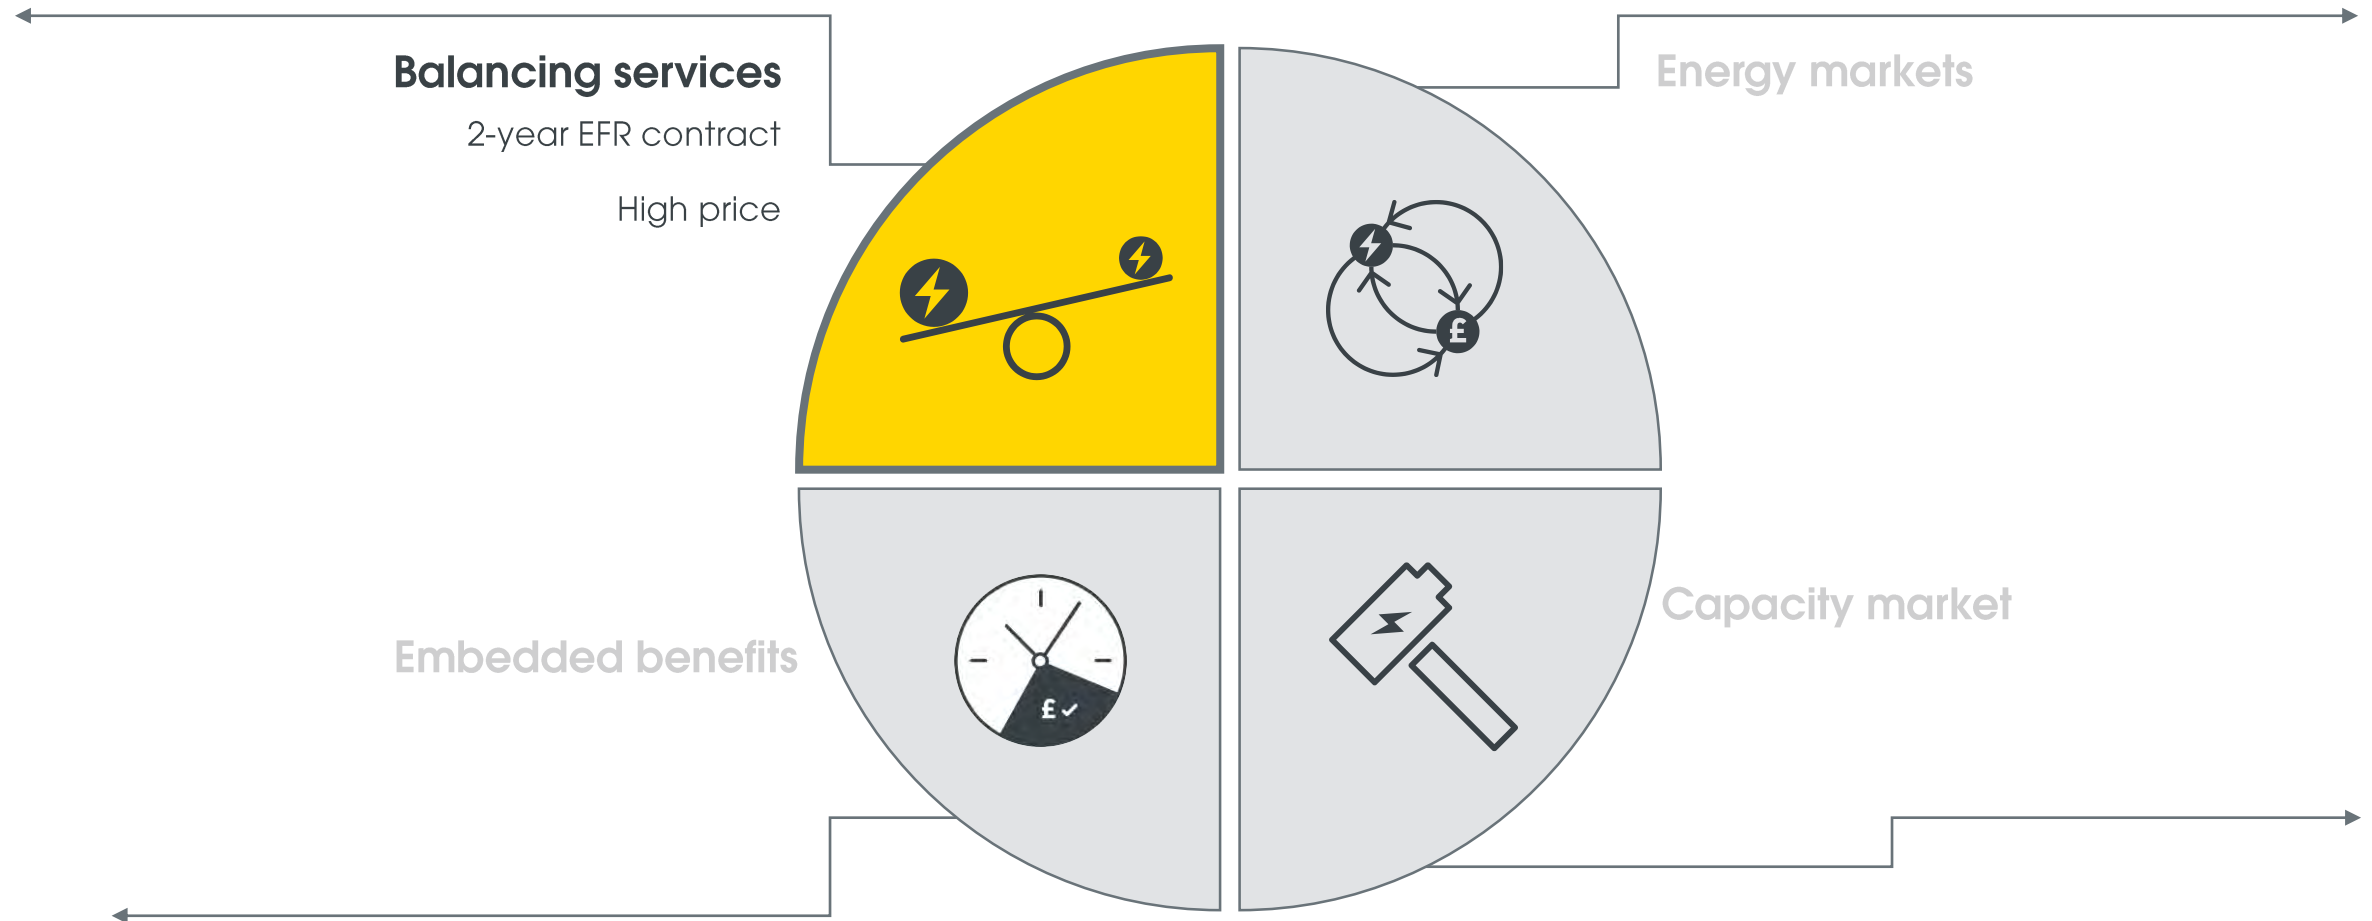 Balancing services
2-year EFR contract
High price
Energy markets
£
Embedded benefits
£
Capacity market